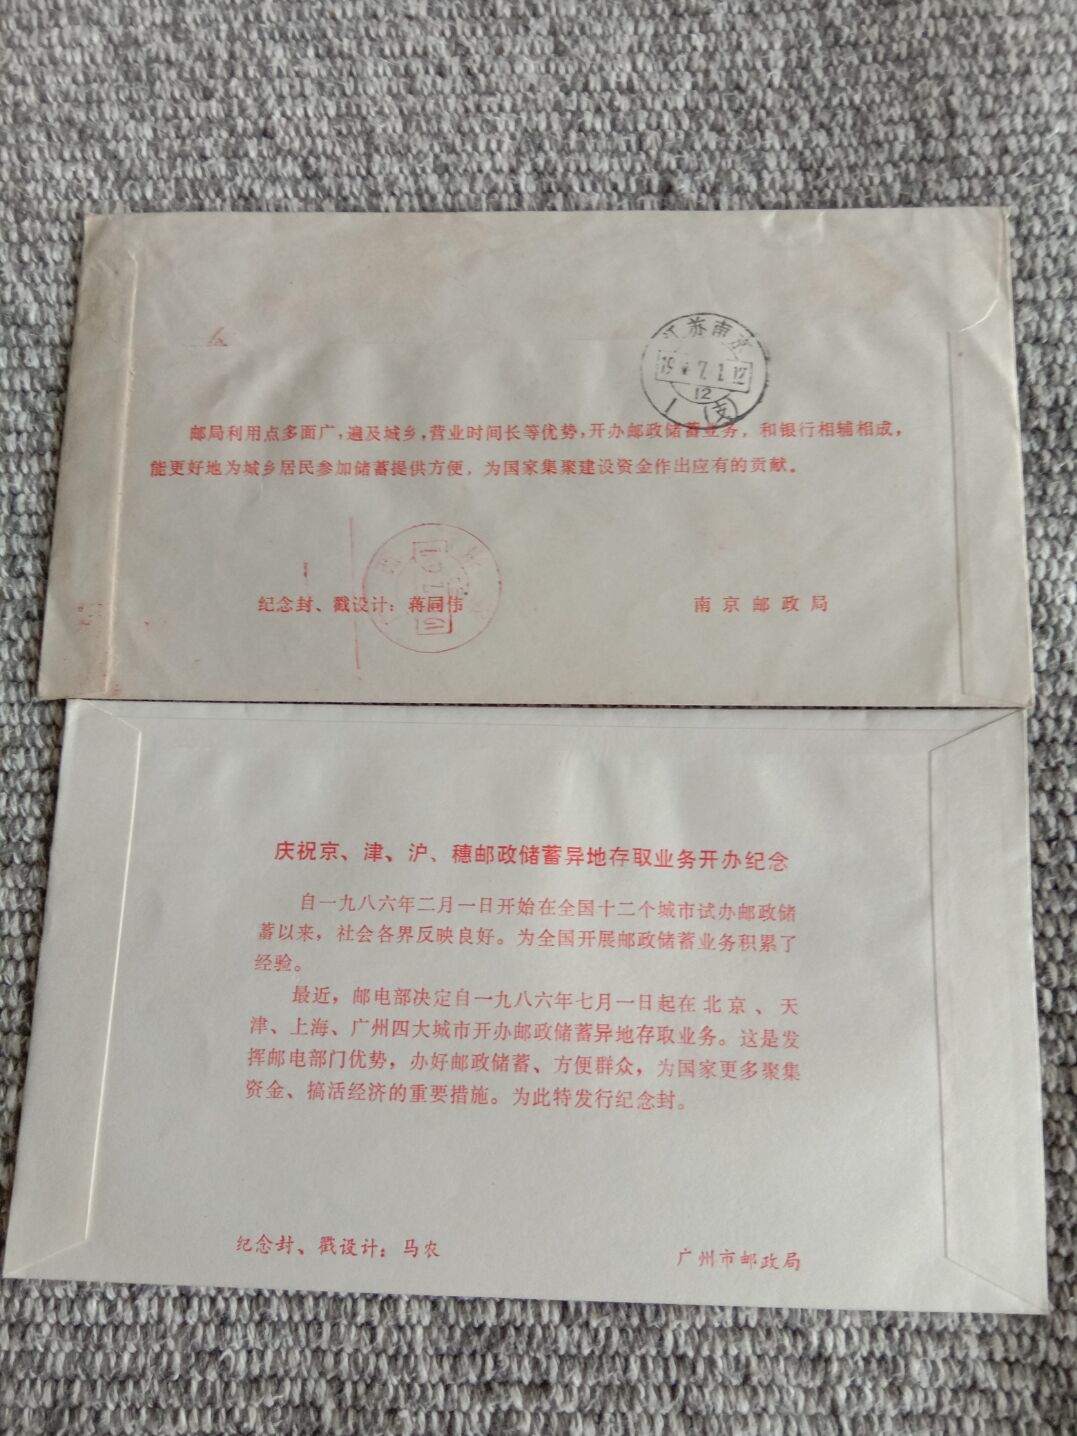 江苏南京
12
1 (支)
邮局利用点多面广，遍及城乡，营业时间长等优势，开办邮政储蓄业务，和银行相辅相成，
能更好地为城乡居民参加储蓄提供方便，为国家集聚建设资金作出应有的贡献。
纪念封、戳设计：蒋同伟
南京邮政局
庆祝京、津、沪、穗邮政储蓄异地存取业务开办纪念
自一九八六年二月一日开始在全国十二个城市试办邮政储
蓄以来，社会各界反映良好。为全国开展邮政储蓄业务积累了
经验。
最近，邮电部决定自一九八六年七月一日起在北京、天
津、上海、广州四大城市开办邮政储蓄异地存取业务。这是发
挥邮电部门优势，办好邮政储蓄、方便群众，为国家更多聚集
资金、搞活经济的重要措施。为此特发行纪念封。
纪念封、戳设计：马农
广州市邮政局